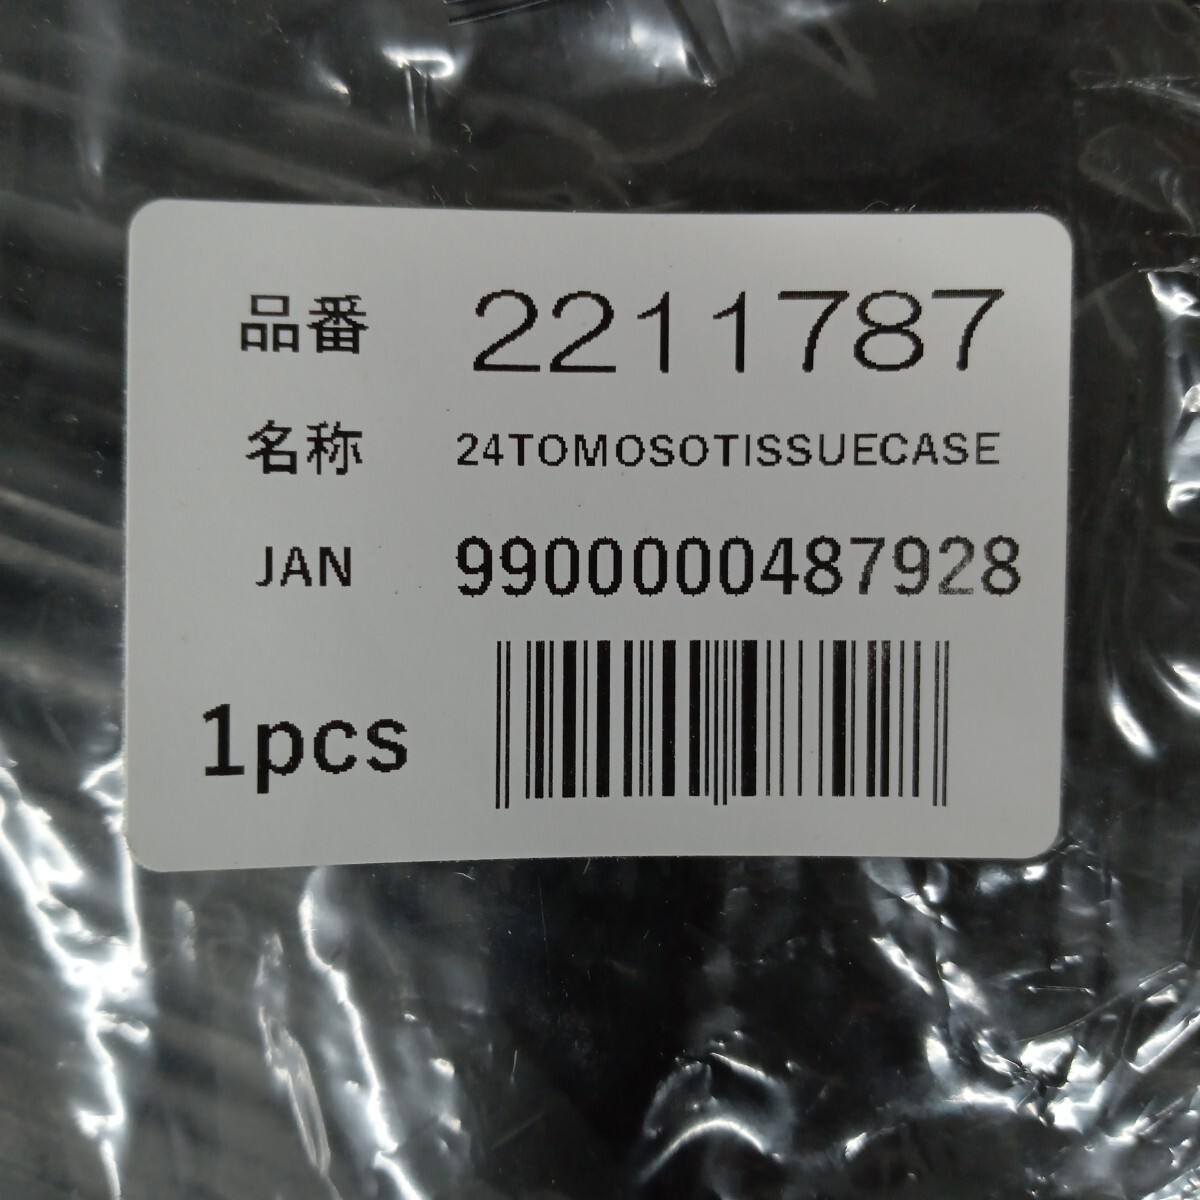 品番 2211787
名称 24TOMOSOTISSUECASE
JAN 9900000487928
1pcs